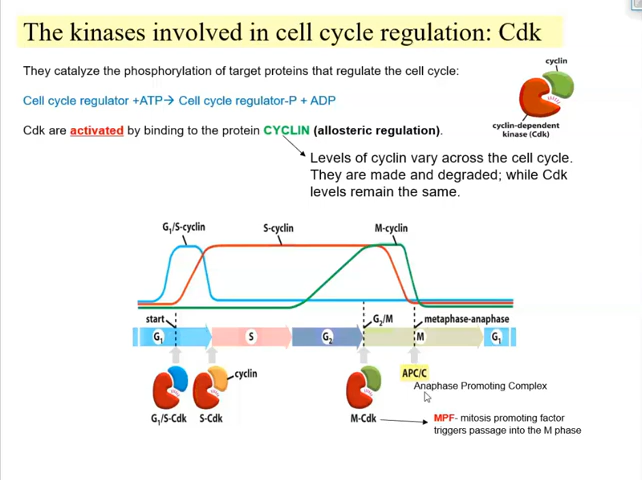 The kinases involved in cell cycle regulation: Cdk
They catalyze the phosphorylation of target proteins that regulate the cell cycle:
cyclin
Cell cycle regulator +ATP→ Cell cycle regulator-P + ADP
Cdk are activated by binding to the protein CYCLIN (allosteric regulation).
cyclin-dependent
kinase (Cdk)
Levels of cyclin vary across the cell cycle.
They are made and degraded; while Cdk
levels remain the same.
G1/S-cyclin
S-cyclin
M-cyclin
start
G2/M
metaphase-anaphase
G1
S
G2
M
G1
cyclin
APC/C
Anaphase Promoting Complex
G1/S-Cdk
S-Cdk
M-Cdk
MPF- mitosis promoting factor
triggers passage into the M phase